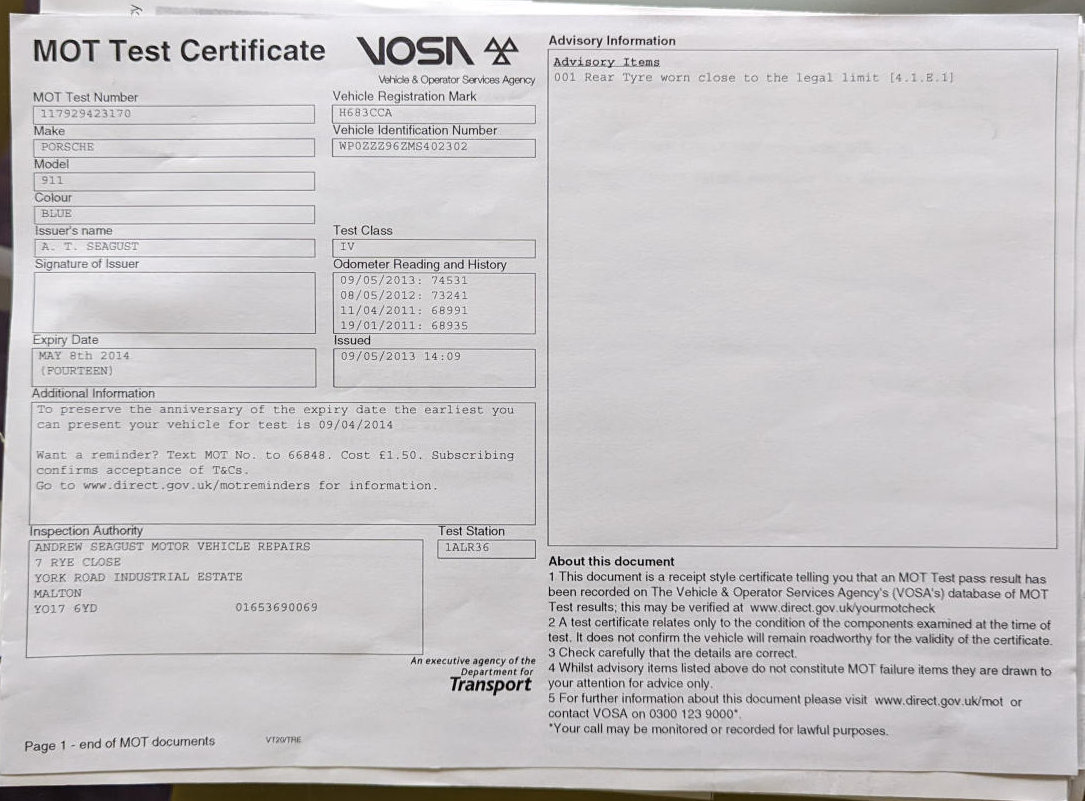 MOT Test Certificate
VOSA
Vehicle & Operator Services Agency
MOT Test Number
117929423170
Vehicle Registration Mark
H683CCA
Make
PORSCHE
Vehicle Identification Number
WP0ZZZ96ZMS402302
Model
911
Colour
BLUE
Issuer's name
A. T. SEAGUST
Test Class
IV
Signature of Issuer
Odometer Reading and History
09/05/2013: 74531
08/05/2012: 73241
11/04/2011: 68991
19/01/2011: 68935
Expiry Date
MAY 8th 2014
(FOURTEEN)
Issued
09/05/2013 14:09
Additional Information
To preserve the anniversary of the expiry date the earliest you
can present your vehicle for test is 09/04/2014
Want a reminder? Text MOT No. to 66848. Cost £1.50. Subscribing
confirms acceptance of T&Cs.
Go to www.direct.gov.uk/motreminders for information.
Inspection Authority
ANDREW SEAGUST MOTOR VEHICLE REPAIRS
7 RYE CLOSE
YORK ROAD INDUSTRIAL ESTATE
MALTON
YO17 6YD 01653690069
Test Station
1ALR36
An executive agency of the
Department for
Transport
Page 1 - end of MOT documents
VT20/TRE
Advisory Information
Advisory Items
001 Rear Tyre worn close to the legal limit [4.1.E.1]
About this document
1 This document is a receipt style certificate telling you that an MOT Test pass result has
been recorded on The Vehicle & Operator Services Agency's (VOSA's) database of MOT
Test results; this may be verified at www.direct.gov.uk/yourmotcheck
2 A test certificate relates only to the condition of the components examined at the time of
test. It does not confirm the vehicle will remain roadworthy for the validity of the certificate.
3 Check carefully that the details are correct.
4 Whilst advisory items listed above do not constitute MOT failure items they are drawn to
your attention for advice only.
5 For further information about this document please visit www.direct.gov.uk/mot or
contact VOSA on 0300 123 9000*.
*Your call may be monitored or recorded for lawful purposes.